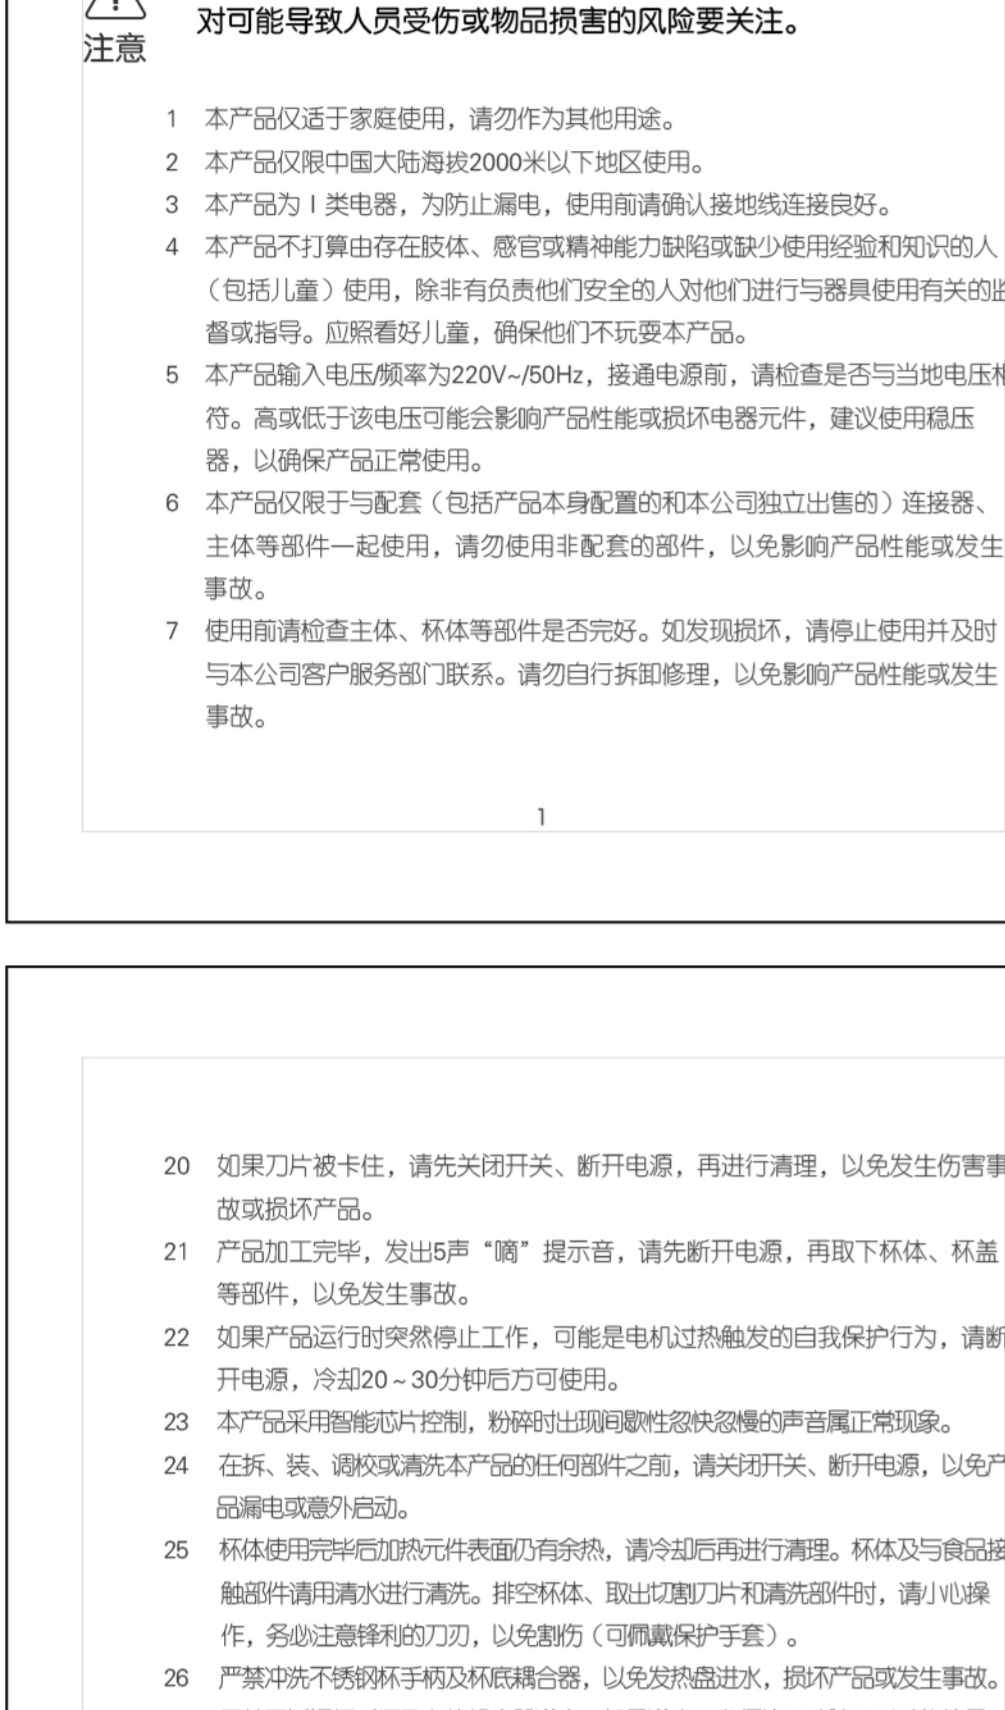 对可能导致人员受伤或物品损害的风险要关注。
注意
1 本产品仅适于家庭使用，请勿作为其他用途。
2 本产品仅限中国大陆海拔2000米以下地区使用。
3 本产品为 I 类电器，为防止漏电，使用前请确认接地线连接良好。
4 本产品不打算由存在肢体、感官或精神能力缺陷或缺少使用经验和知识的人
（包括儿童）使用，除非有负责他们安全的人对他们进行与器具使用有关的监
督或指导。应照看好儿童，确保他们不玩耍本产品。
5 本产品输入电压/频率为220V~/50Hz，接通电源前，请检查是否与当地电压相
符。高或低于该电压可能会影响产品性能或损坏电器元件，建议使用稳压
器，以确保产品正常使用。
6 本产品仅限于与配套（包括产品本身配置的和本公司独立出售的）连接器、
主体等部件一起使用，请勿使用非配套的部件，以免影响产品性能或发生
事故。
7 使用前请检查主体、杯体等部件是否完好。如发现损坏，请停止使用并及时
与本公司客户服务部门联系。请勿自行拆卸修理，以免影响产品性能或发生
事故。
1
20 如果刀片被卡住，请先关闭开关、断开电源，再进行清理，以免发生伤害事
故或损坏产品。
21 产品加工完毕，发出5声“嘀”提示音，请先断开电源，再取下杯体、杯盖
等部件，以免发生事故。
22 如果产品运行时突然停止工作，可能是电机过热触发的自我保护行为，请断
开电源，冷却20～30分钟后方可使用。
23 本产品采用智能芯片控制，粉碎时出现间歇性忽快忽慢的声音属正常现象。
24 在拆、装、调校或清洗本产品的任何部件之前，请关闭开关、断开电源，以免产
品漏电或意外启动。
25 杯体使用完毕后加热元件表面仍有余热，请冷却后再进行清理。杯体及与食品接
触部件请用清水进行清洗。排空杯体、取出切割刀片和清洗部件时，请小心操
作，务必注意锋利的刀刃，以免割伤（可佩戴保护手套）。
26 严禁冲洗不锈钢杯手柄及杯底耦合器，以免发热盘进水，损坏产品或发生事故。